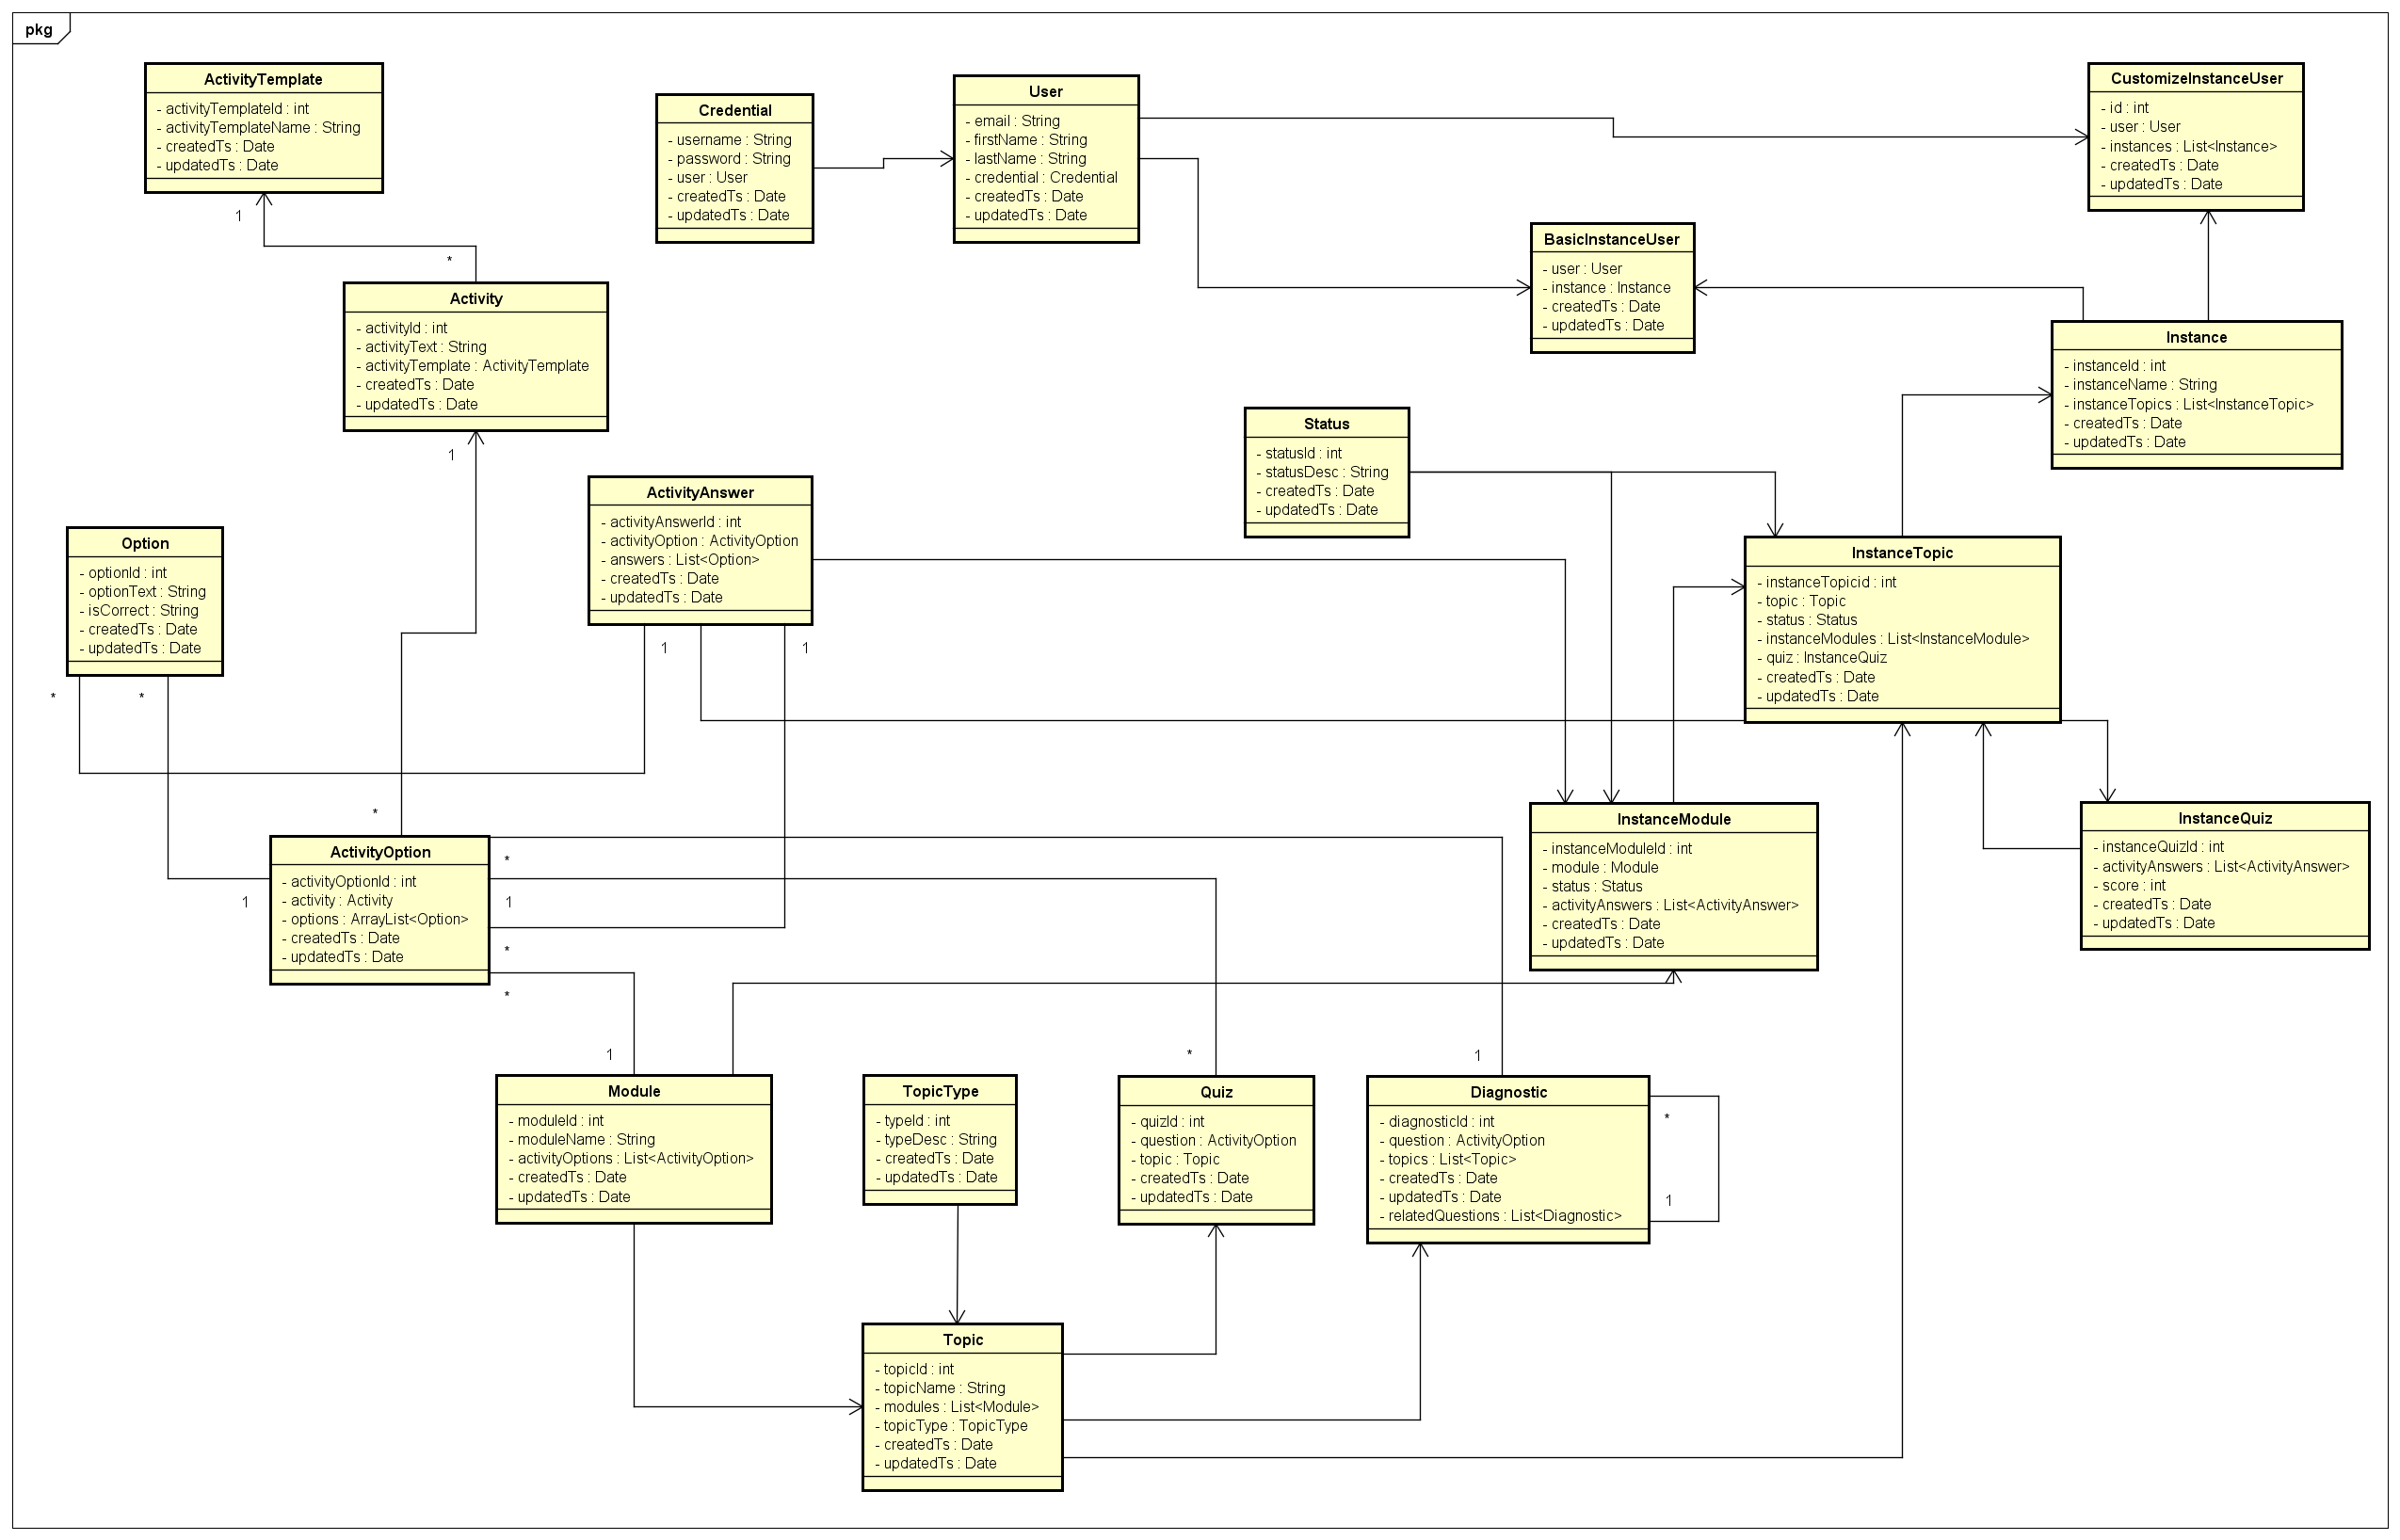 pkg
ActivityTemplate
- activityTemplateId : int
- activityTemplateName : String
- createdTs : Date
- updatedTs : Date
Credential
- username : String
- password : String
- user : User
- createdTs : Date
- updatedTs : Date
User
- email : String
- firstName : String
- lastName : String
- credential : Credential
- createdTs : Date
- updatedTs : Date
CustomizeInstanceUser
- id : int
- user : User
- instances : List<Instance>
- createdTs : Date
- updatedTs : Date
1
*
BasicInstanceUser
- user : User
- instance : Instance
- createdTs : Date
- updatedTs : Date
Activity
- activityId : int
- activityText : String
- activityTemplate : ActivityTemplate
- createdTs : Date
- updatedTs : Date
1
Instance
- instanceId : int
- instanceName : String
- instanceTopics : List<InstanceTopic>
- createdTs : Date
- updatedTs : Date
Status
- statusId : int
- statusDesc : String
- createdTs : Date
- updatedTs : Date
ActivityAnswer
- activityAnswerId : int
- activityOption : ActivityOption
- answers : List<Option>
- createdTs : Date
- updatedTs : Date
1
1
Option
- optionId : int
- optionText : String
- isCorrect : String
- createdTs : Date
- updatedTs : Date
*
*
InstanceTopic
- instanceTopicid : int
- topic : Topic
- status : Status
- instanceModules : List<InstanceModule>
- quiz : InstanceQuiz
- createdTs : Date
- updatedTs : Date
*
ActivityOption
- activityOptionId : int
- activity : Activity
- options : ArrayList<Option>
- createdTs : Date
- updatedTs : Date
1
*
1
*
*
InstanceModule
- instanceModuleId : int
- module : Module
- status : Status
- activityAnswers : List<ActivityAnswer>
- createdTs : Date
- updatedTs : Date
InstanceQuiz
- instanceQuizId : int
- activityAnswers : List<ActivityAnswer>
- score : int
- createdTs : Date
- updatedTs : Date
1
*
1
Module
- moduleId : int
- moduleName : String
- activityOptions : List<ActivityOption>
- createdTs : Date
- updatedTs : Date
TopicType
- typeId : int
- typeDesc : String
- createdTs : Date
- updatedTs : Date
Quiz
- quizId : int
- question : ActivityOption
- topic : Topic
- createdTs : Date
- updatedTs : Date
Diagnostic
- diagnosticId : int
- question : ActivityOption
- topics : List<Topic>
- createdTs : Date
- updatedTs : Date
- relatedQuestions : List<Diagnostic>
*
1
Topic
- topicId : int
- topicName : String
- modules : List<Module>
- topicType : TopicType
- createdTs : Date
- updatedTs : Date